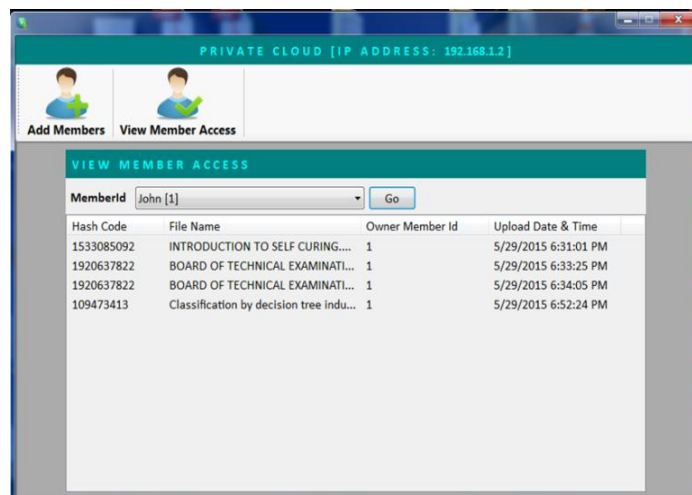 PRIVATE CLOUD [IP ADDRESS: 192.168.1.2]
Add Members View Member Access
VIEW MEMBER ACCESS
MemberId John [1] Go
Hash Code File Name Owner Member Id Upload Date & Time
1533085092 INTRODUCTION TO SELF CURING.... 1 5/29/2015 6:31:01 PM
1920637822 BOARD OF TECHNICAL EXAMINATI... 1 5/29/2015 6:33:25 PM
1920637822 BOARD OF TECHNICAL EXAMINATI... 1 5/29/2015 6:34:05 PM
109473413 Classification by decision tree indu... 1 5/29/2015 6:52:24 PM